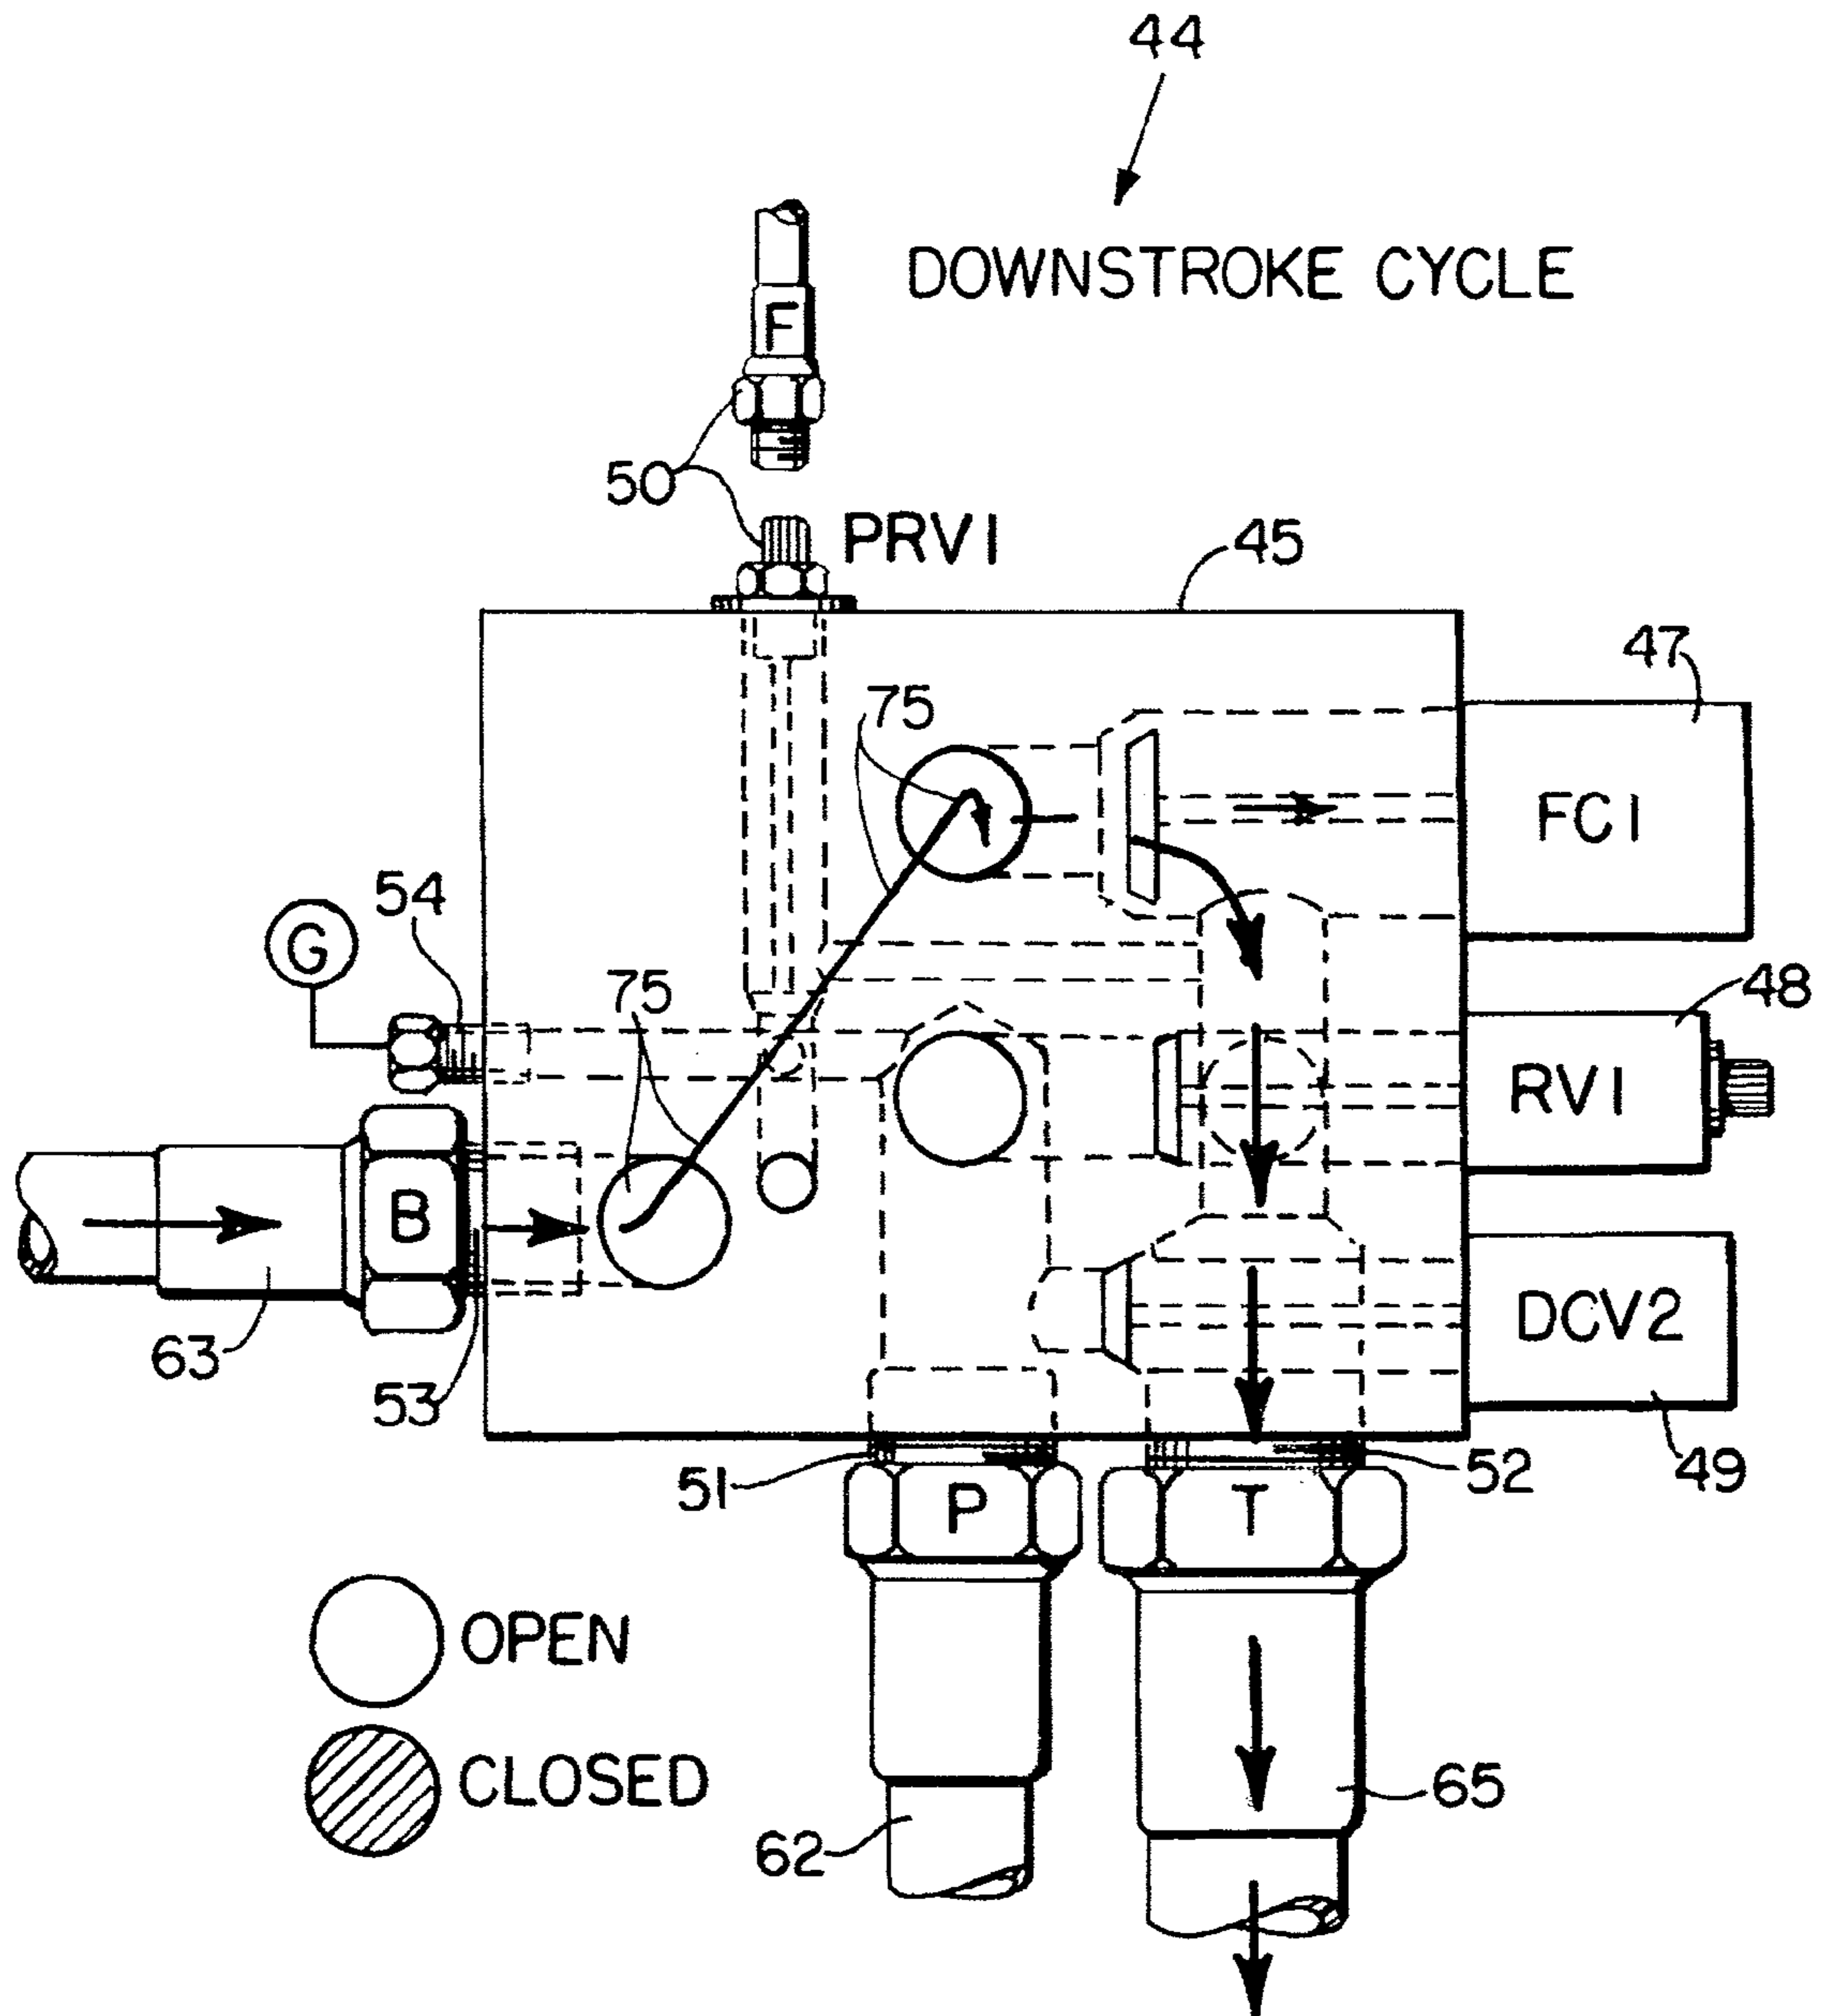 44
DOWNSTROKE CYCLE
F
50
PRV1
45
47
75
FC1
54
G
75
48
RV1
B
DCV2
63
53
51
52
49
P
T
OPEN
CLOSED
65
62